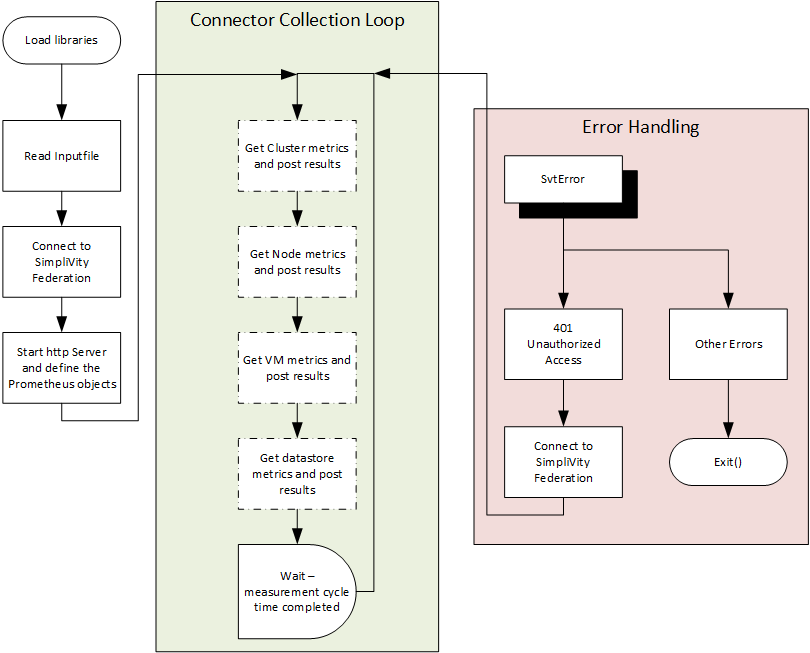 Load libraries
Read Inputfile
Connect to
SimpliVity
Federation
Start http Server
and define the
Prometheus objects
Connector Collection Loop
Get Cluster metrics
and post results
Get Node metrics
and post results
Get VM metrics and
post results
Get datastore
metrics and post
results
Wait –
measurement cycle
time completed
Error Handling
SvtError
401
Unauthorized
Access
Connect to
SimpliVity
Federation
Other Errors
Exit()